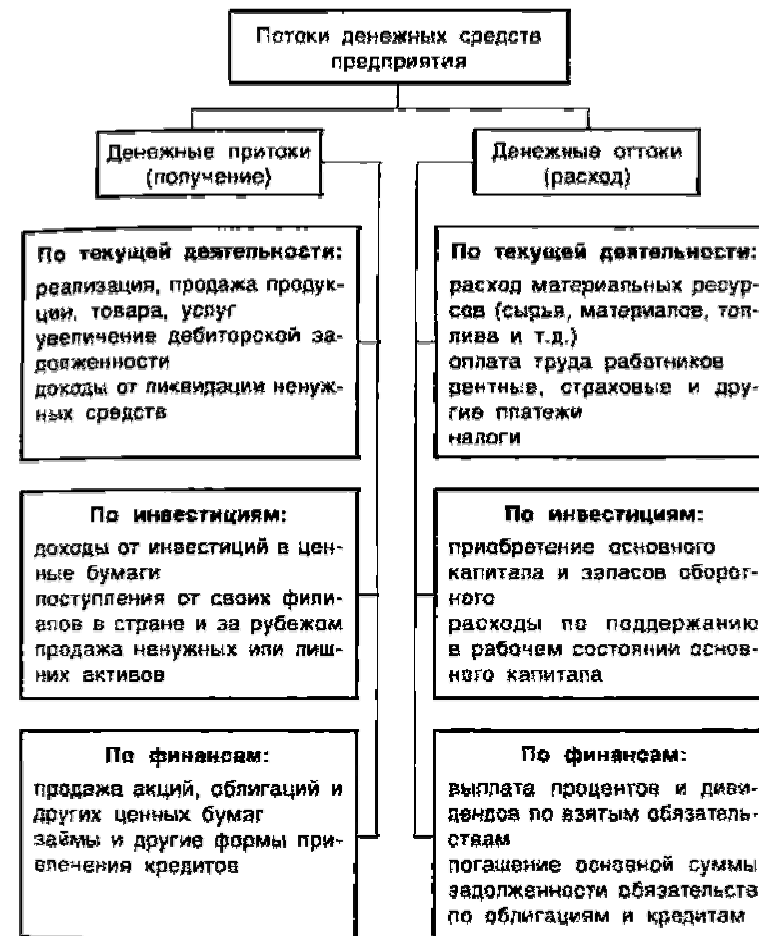 Потоки денежных средств
предприятия
Денежные притоки
(получение)
Денежные оттоки
(расход)
По текущей деятельности:
реализация, продажа продук-
ции, товара, услуг
увеличение дебиторской за-
долженности
доходы от ликвидации ненуж-
ных средств
По текущей деятельности:
расход материальных ресур-
сов (сырья, материалов, топ-
лива и т.д.)
оплата труда работников
рентные, страховые и дру-
гие платежи
налоги
По инвестициям:
доходы от инвестиций в цен-
ные бумаги
поступления от своих фили-
алов в стране и за рубежом
продажа ненужных или лиш-
них активов
По инвестициям:
приобретение основного
капитала и запасов оборот-
ного
расходы по поддержанию
в рабочем состоянии основ-
ного капитала
По финансам:
продажа акций, облигаций и
других ценных бумаг
займы и другие формы при-
влечения кредитов
По финансам:
выплата процентов и диви-
дендов по взятым обязатель-
ствам
погашение основной суммы
задолженности обязательств
по облигациям и кредитам